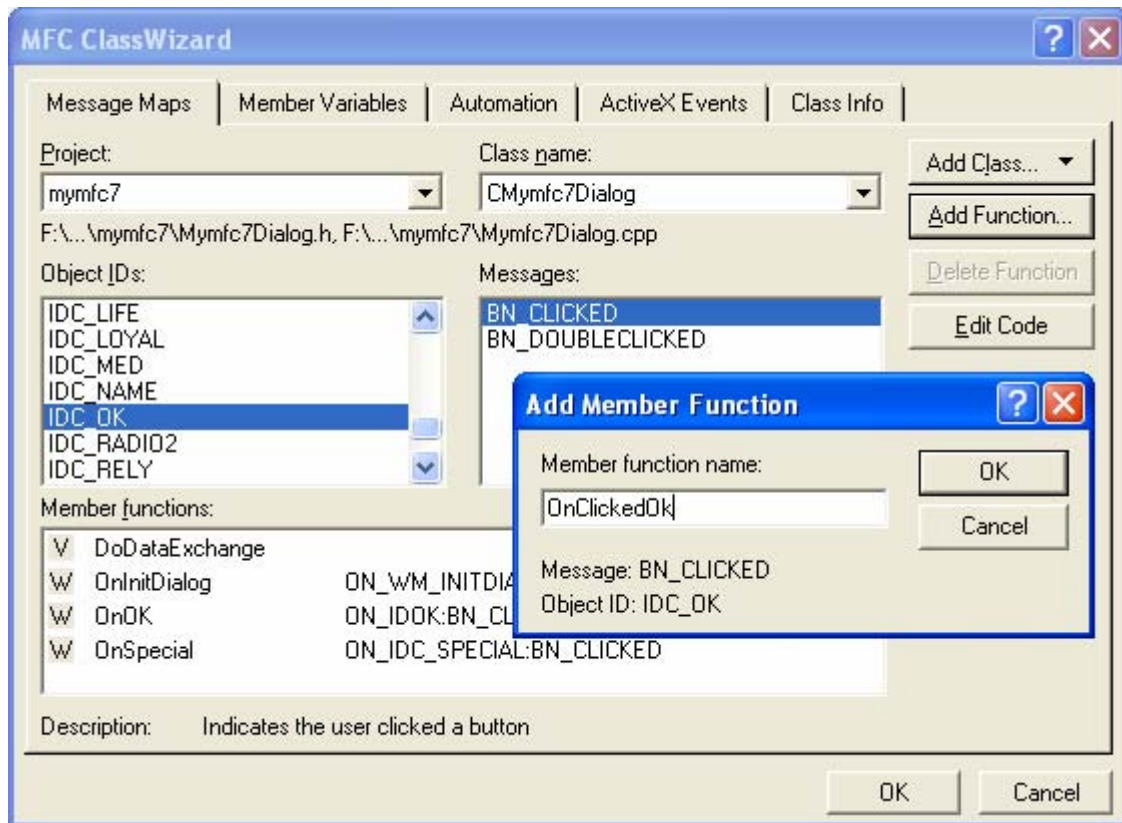 MFC ClassWizard
Message Maps
Member Variables
Automation
ActiveX Events
Class Info
Project:
Class name:
mymfc7
CMymfc7Dialog
Add Class...
Add Function...
F:\...\mymfc7\Mymfc7Dialog.h, F:\...\mymfc7\Mymfc7Dialog.cpp
Object IDs:
Messages:
Delete Function
Edit Code
IDC_LIFE
IDC_LOYAL
IDC_MED
IDC_NAME
IDC_OK
IDC_RADIO2
IDC_RELY
BN_CLICKED
BN_DOUBLECLICKED
Add Member Function
Member function name:
OnClickedOk
OK
Cancel
Message: BN_CLICKED
Object ID: IDC_OK
Member functions:
V DoDataExchange
W OnInitDialog ON_WM_INITDIA
W OnOK ON_IDOK:BN_CL
W OnSpecial ON_IDC_SPECIAL:BN_CLICKED
Description: Indicates the user clicked a button
OK
Cancel